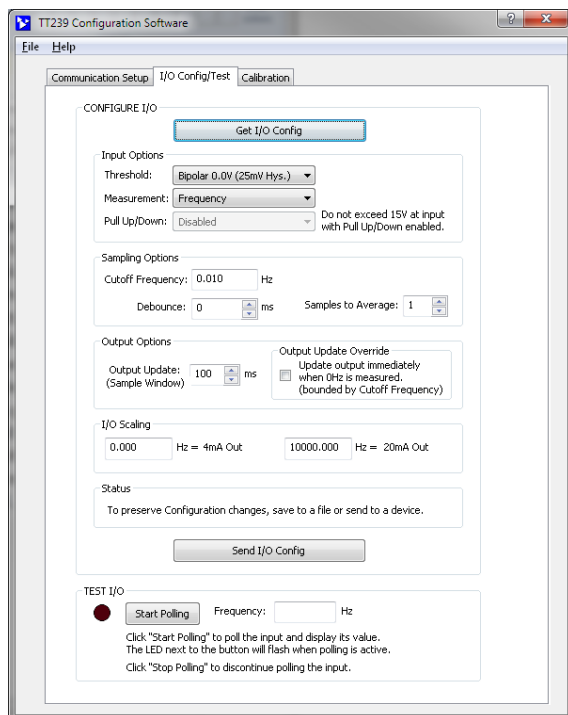 TT239 Configuration Software
File Help
Communication Setup I/O Config/Test Calibration
CONFIGURE I/O
Get I/O Config
Input Options
Threshold: Bipolar 0.0V (25mV Hys.)
Measurement: Frequency
Pull Up/Down: Disabled
Do not exceed 15V at input
with Pull Up/Down enabled.
Sampling Options
Cutoff Frequency: 0.010 Hz
Debounce: 0 ms Samples to Average: 1
Output Options
Output Update: 100 ms
(Sample Window)
Output Update Override
Update output immediately
when 0Hz is measured.
(bounded by Cutoff Frequency)
I/O Scaling
0.000 Hz = 4mA Out 10000.000 Hz = 20mA Out
Status
To preserve Configuration changes, save to a file or send to a device.
Send I/O Config
TEST I/O
Start Polling Frequency: Hz
Click "Start Polling" to poll the input and display its value.
The LED next to the button will flash when polling is active.
Click "Stop Polling" to discontinue polling the input.